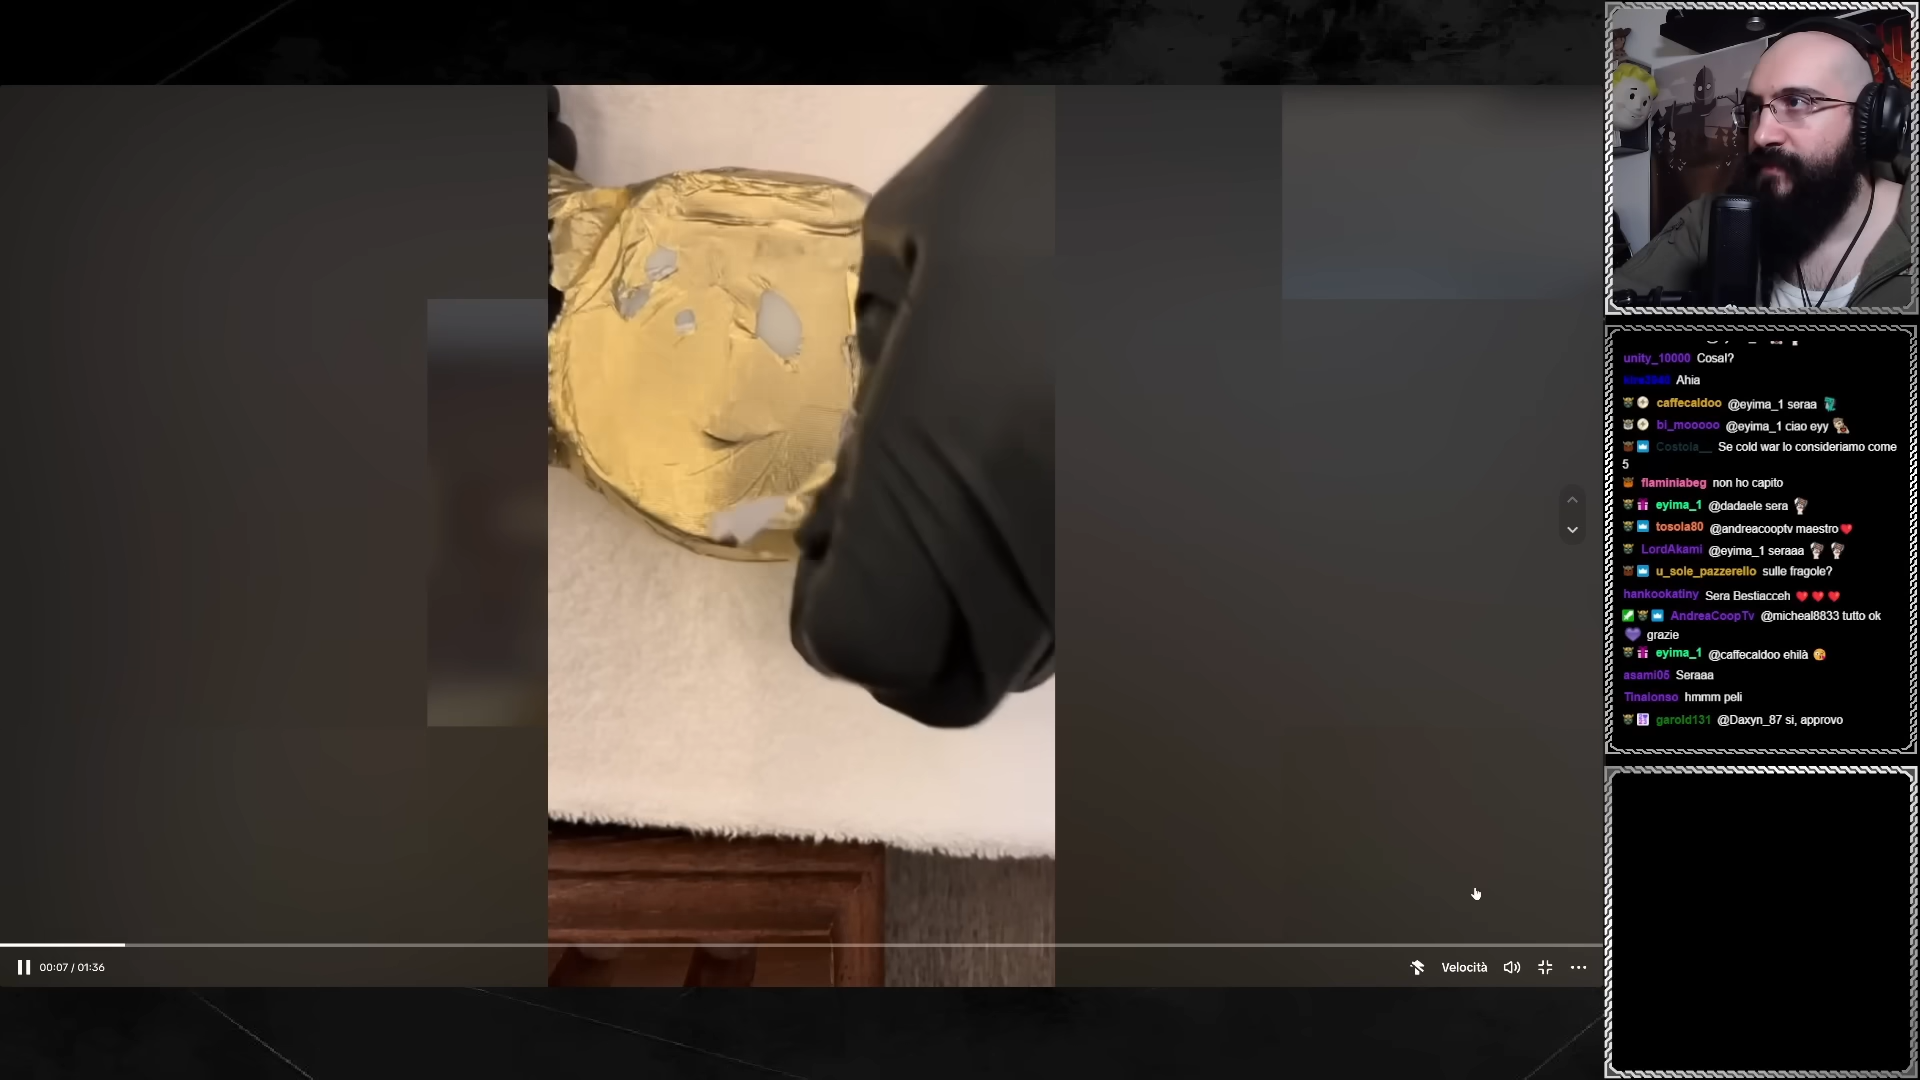 unity_10000 Cosal?
Ahia
caffecaldoo @eyima_1 seraa
bi_mooooo @eyima_1 ciao eyy
Costola__ Se cold war lo consideriamo come
5
flaminiabeg non ho capito
eyima_1 @dadaele sera
tosola80 @andreacooptv maestro
LordAkami @eyima_1 seraaa
u_sole_pazzerello sulle fragole?
hankookatiny Sera Bestiacceh
AndreaCoopTv @micheal8833 tutto ok
grazie
eyima_1 @caffecaldoo ehilà
asami05 Seraaa
Tinalonso hmmm peli
garold131 @Daxyn_87 si, approvo
00:07 / 01:36
Velocità